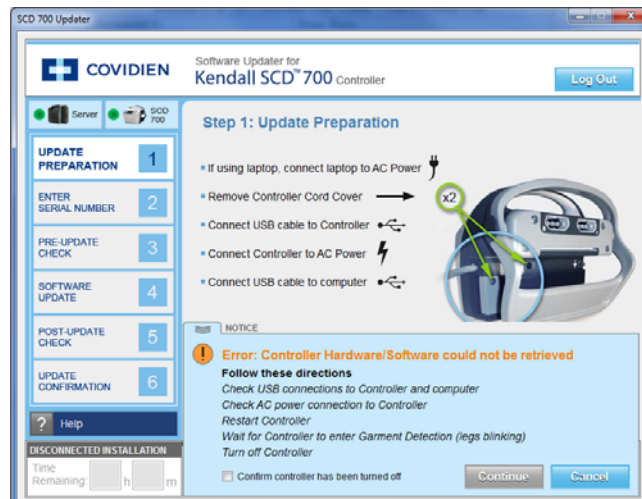 SCD 700 Updater
COVIDIEN
Software Updater for
Kendall SCD™ 700 Controller
Log Out
Server
SCD
700
UPDATE
PREPARATION
1
ENTER
SERIAL NUMBER
2
PRE-UPDATE
CHECK
3
SOFTWARE
UPDATE
4
POST-UPDATE
CHECK
5
UPDATE
CONFIRMATION
6
? Help
DISCONNECTED INSTALLATION
Time
Remaining:
h
m
Step 1: Update Preparation
If using laptop, connect laptop to AC Power
Remove Controller Cord Cover
x2
Connect USB cable to Controller
Connect Controller to AC Power
Connect USB cable to computer
NOTICE
! Error: Controller Hardware/Software could not be retrieved
Follow these directions
Check USB connections to Controller and computer
Check AC power connection to Controller
Restart Controller
Wait for Controller to enter Garment Detection (legs blinking)
Turn off Controller
Confirm controller has been turned off
Continue
Cancel